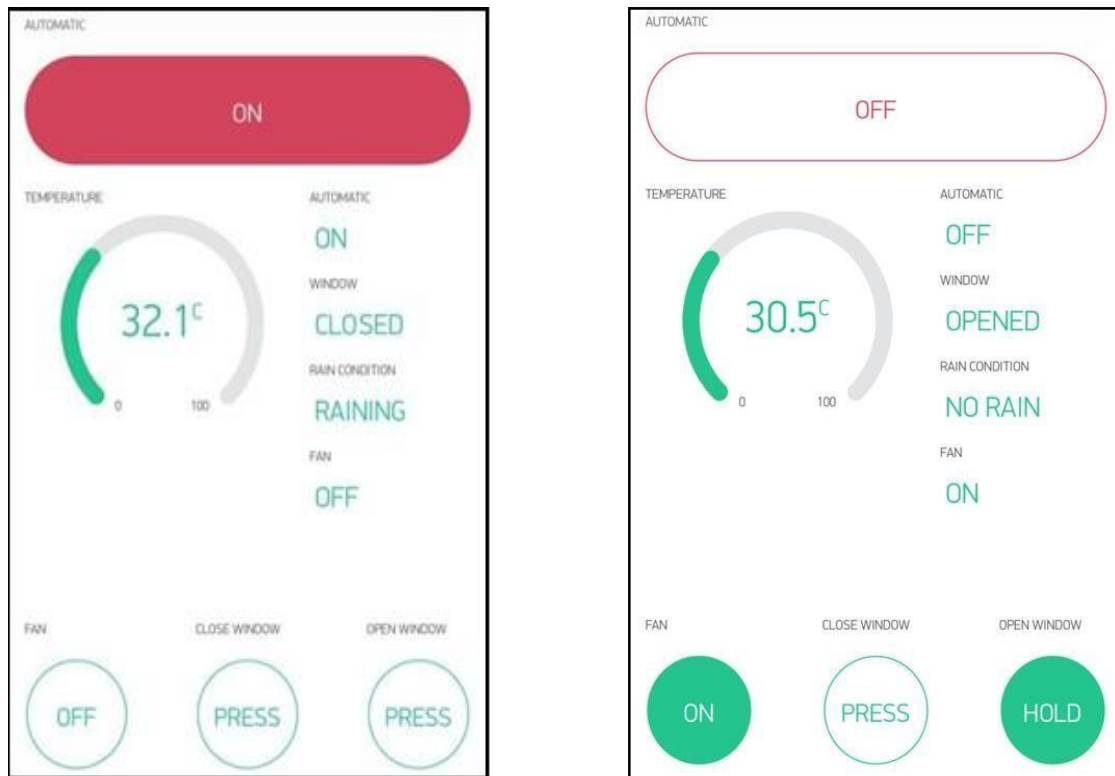 AUTOMATIC
ON
TEMPERATURE
32.1C
0 100
AUTOMATIC
ON
WINDOW
CLOSED
RAIN CONDITION
RAINING
FAN
OFF
FAN
OFF
CLOSE WINDOW
PRESS
OPEN WINDOW
PRESS
AUTOMATIC
OFF
TEMPERATURE
30.5C
0 100
AUTOMATIC
OFF
WINDOW
OPENED
RAIN CONDITION
NO RAIN
FAN
ON
FAN
ON
CLOSE WINDOW
PRESS
OPEN WINDOW
HOLD